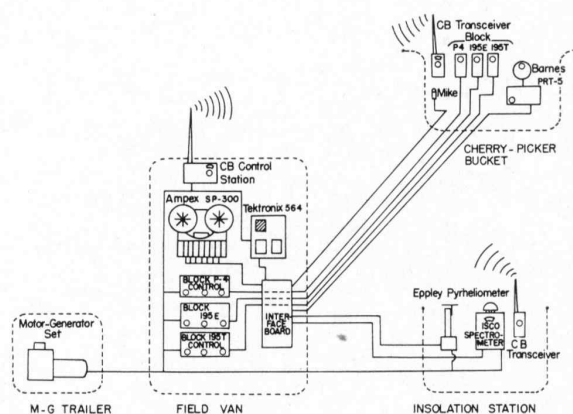 CB Transceiver
Block
P4 195E 195T
Barnes
PRT-5
Mike
CHERRY-PICKER
BUCKET
CB Control
Station
Ampex SP-300
Tektronix 564
BLOCK P-4
CONTROL
BLOCK
195E
BLOCK 195T
CONTROL
INTER-
FACE
BOARD
Motor-Generator
Set
Eppley Pyrheliometer
ISCO
SPECTRO-
METER
CB
Transceiver
M-G TRAILER
FIELD VAN
INSOLATION STATION